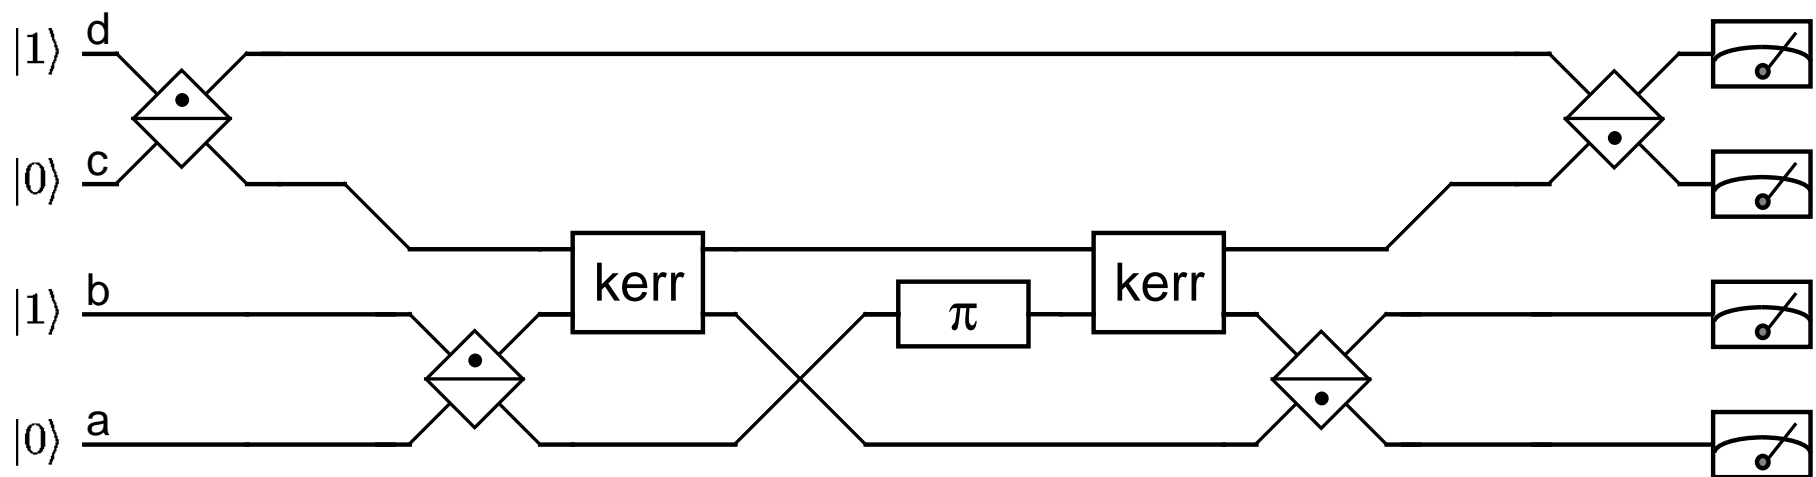 |1⟩ d
|0⟩ c
kerr kerr
|1⟩ b
π
|0⟩ a